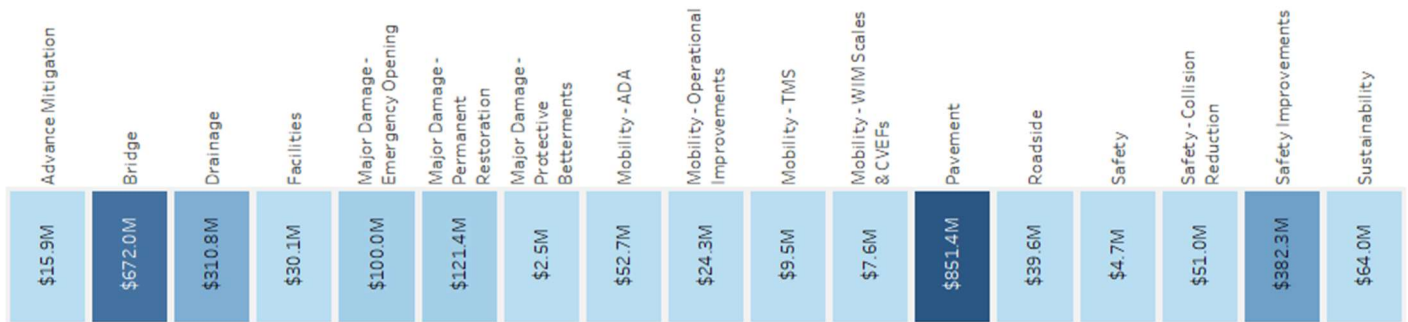 Advance Mitigation
Bridge
Drainage
Facilities
Major Damage -
Emergency Opening
Major Damage -
Permanent
Restoration
Major Damage -
Protective
Betterments
Mobility - ADA
Mobility - Operational
Improvements
Mobility - TMS
Mobility - WIM Scales
& CVEFs
Pavement
Roadside
Safety
Safety - Collision
Reduction
Safety Improvements
Sustainability
$15.9M
$672.0M
$310.8M
$30.1M
$100.0M
$121.4M
$2.5M
$52.7M
$24.3M
$9.5M
$7.6M
$851.4M
$39.6M
$4.7M
$51.0M
$382.3M
$64.0M